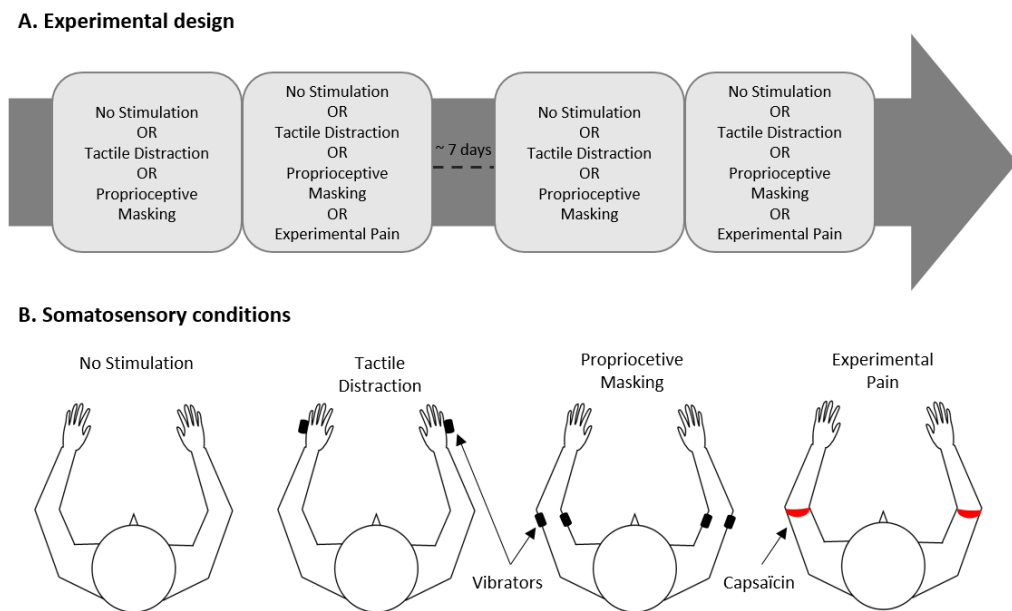 A. Experimental design
No Stimulation
OR
Tactile Distraction
OR
Proprioceptive
Masking
No Stimulation
OR
Tactile Distraction
OR
Proprioceptive
Masking
OR
Experimental Pain
~ 7 days
No Stimulation
OR
Tactile Distraction
OR
Proprioceptive
Masking
No Stimulation
OR
Tactile Distraction
OR
Proprioceptive
Masking
OR
Experimental Pain
B. Somatosensory conditions
No Stimulation
Tactile
Distraction
Propriocetive
Masking
Experimental
Pain
Vibrators
Capsaïcin